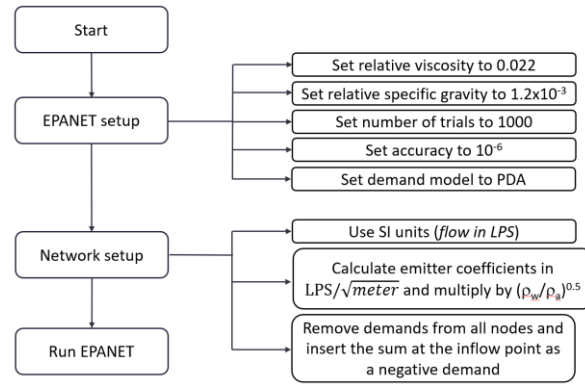 Start
EPANET setup
Set relative viscosity to 0.022
Set relative specific gravity to 1.2x10⁻³
Set number of trials to 1000
Set accuracy to 10⁻⁶
Set demand model to PDA
Network setup
Use SI units (flow in LPS)
Calculate emitter coefficients in
LPS/√meter and multiply by (ρw/ρa)^0.5
Remove demands from all nodes and
insert the sum at the inflow point as
a negative demand
Run EPANET